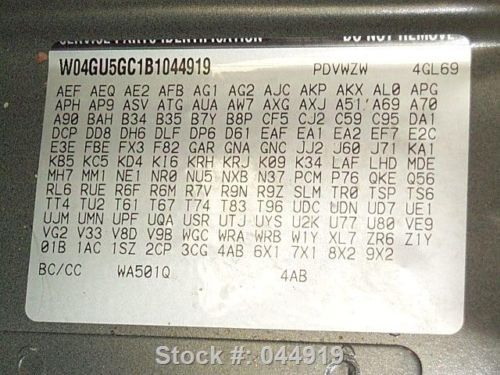 SERVICE PARTS IDENTIFICATION DO NOT REMOVE
W04GU5GC1B1044919 PDVWZW 4GL69
AEF AEQ AE2 AFB AG1 AG2 AJC AKP AKX AL0 APG
APH AP9 ASV ATG AUA AW7 AXG AXJ A51 A69 A70
A90 BAH B34 B35 B7Y B8P CF5 CJ2 C59 C95 DA1
DCP DD8 DH6 DLF DP6 D61 EAF EA1 EA2 EF7 E2C
E3E FBE FX3 F82 GAR GNA GNC JJ2 J60 J71 KA1
KB5 KC5 KD4 KI6 KRH KRJ K09 K34 LAF LHD MDE
MH7 MM1 NE1 NR0 NU5 NXB N37 PCM P76 QKE Q56
RL6 RUE R6F R6M R7V R9N R9Z SLM TR0 TSP TS6
TT4 TU2 T61 T67 T74 T83 T96 UDC UDN UD7 UE1
UJM UMN UPF UQA USR UTJ UYS U2K U77 U80 VE9
VG2 V33 V8D V9B WGC WRA WRB W1Y XL7 ZR6 Z1Y
01B 1AC 1SZ 2CP 3CG 4AB 6X1 7X1 8X2 9X2
BC/CC WA501Q 4AB
Stock #: 044919